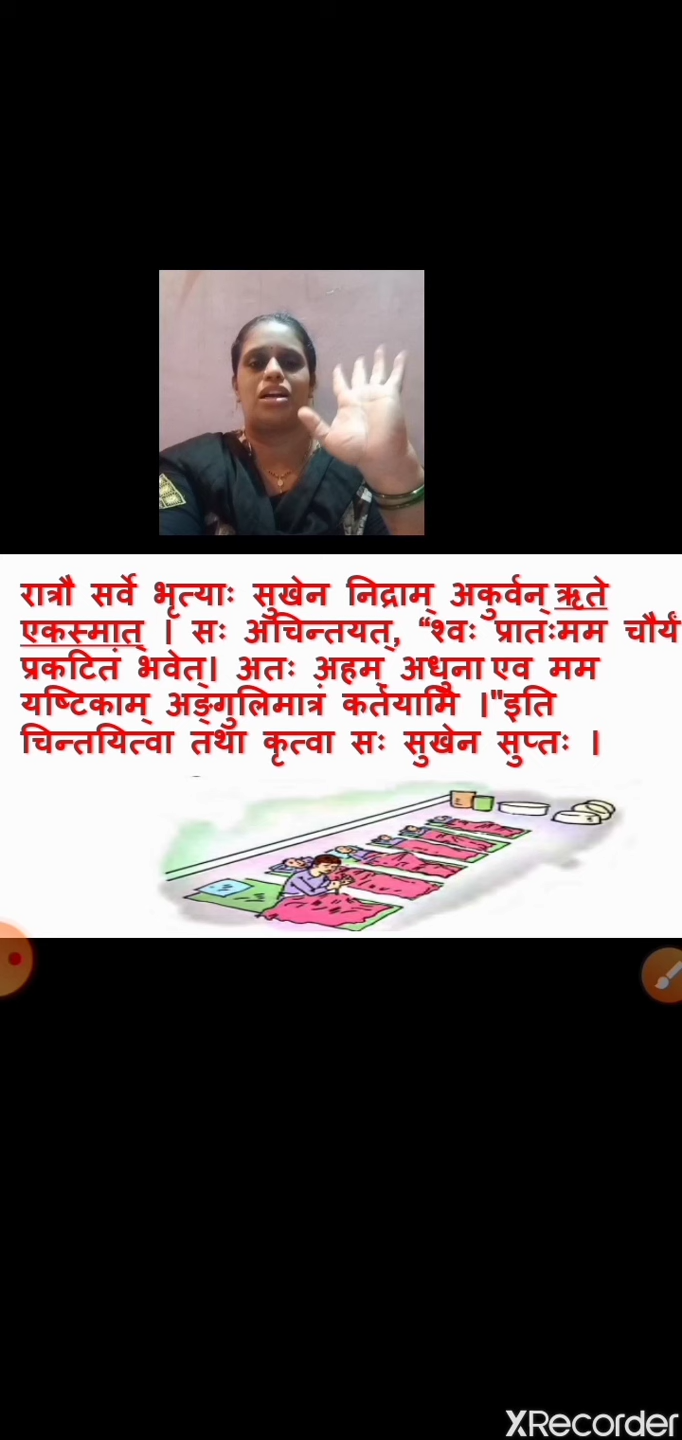 रात्रौ सर्वे भृत्याः सुखेन निद्राम् अकुर्वन् ऋते
एकस्मात् । सः अचिन्तयत्, “श्वः प्रातःमम चौर्यं
प्रकटितं भवेत्। अतः अहम् अधुना एव मम
यष्टिकाम् अङ्गुलिमात्रं कर्तयामि ।"इति
चिन्तयित्वा तथा कृत्वा सः सुखेन सुप्तः ।
XRecorder